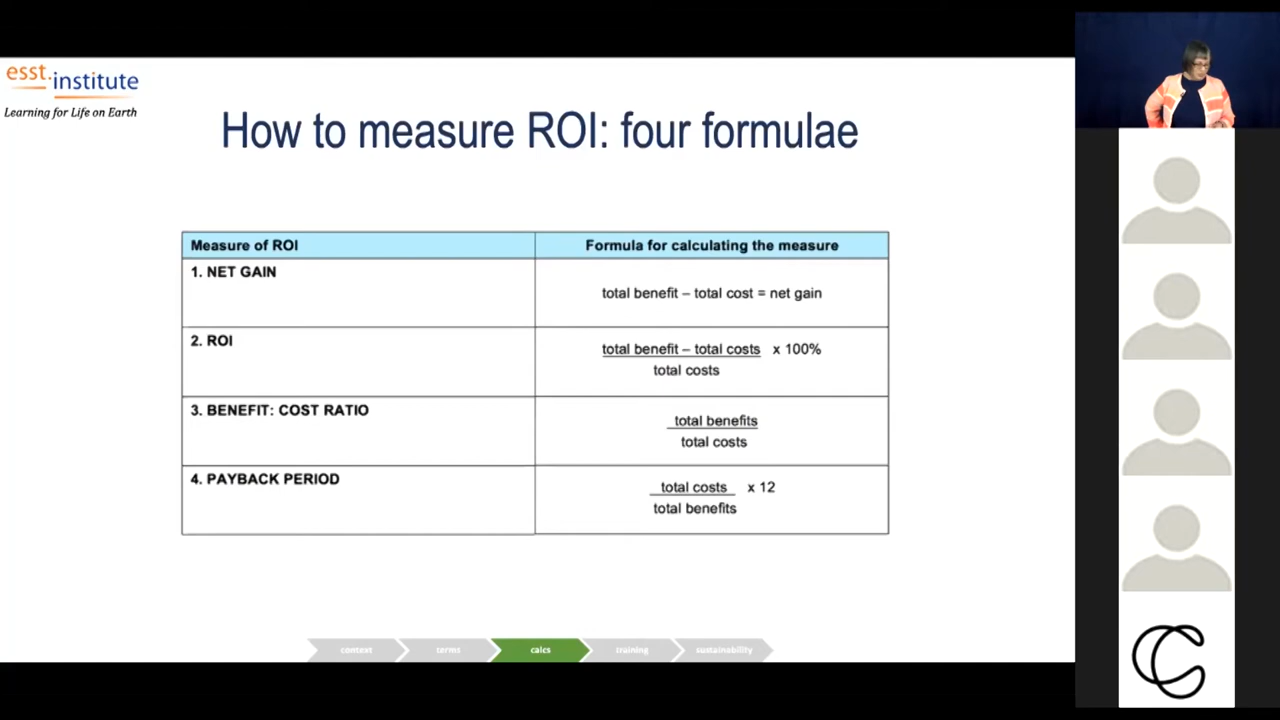 esst.institute
Learning for Life on Earth
How to measure ROI: four formulae
Measure of ROI
Formula for calculating the measure
1. NET GAIN
total benefit – total cost = net gain
2. ROI
total benefit – total costs x 100%
total costs
3. BENEFIT: COST RATIO
total benefits
total costs
4. PAYBACK PERIOD
total costs x 12
total benefits
context
terms
calcs
training
sustainability